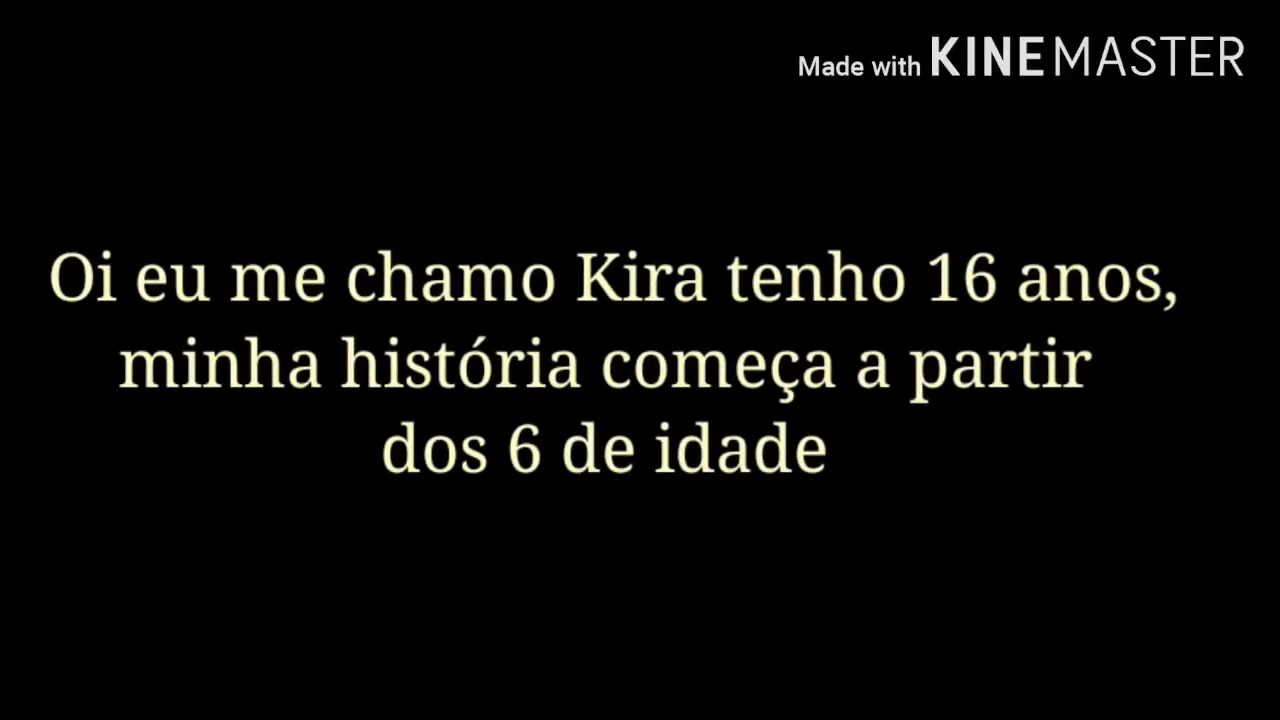 Made with KINEMASTER
Oi eu me chamo Kira tenho 16 anos,
minha história começa a partir
dos 6 de idade